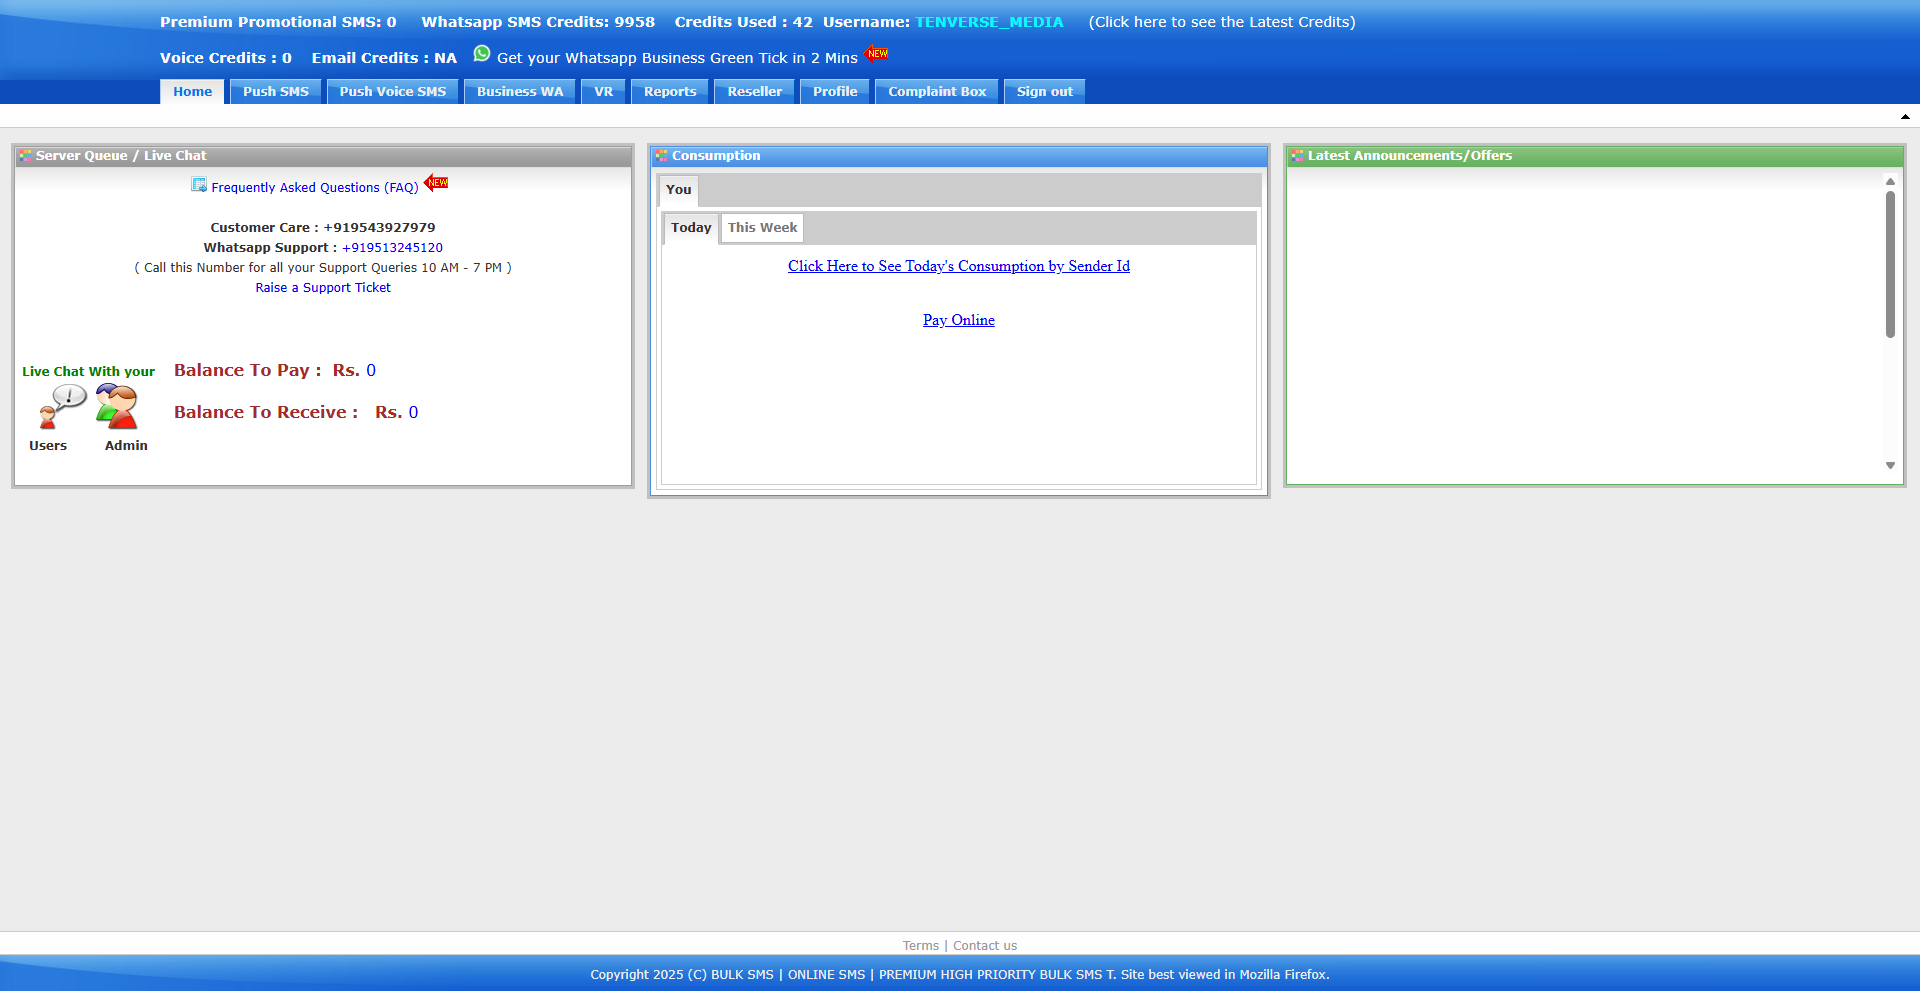 Premium Promotional SMS: 0 Whatsapp SMS Credits: 9958 Credits Used : 42 Username: TENVERSE_MEDIA (Click here to see the Latest Credits)
Voice Credits : 0 Email Credits : NA Get your Whatsapp Business Green Tick in 2 Mins NEW
Home Push SMS Push Voice SMS Business WA VR Reports Reseller Profile Complaint Box Sign out
Server Queue / Live Chat
Frequently Asked Questions (FAQ) NEW
Customer Care : +919543927979
Whatsapp Support : +919513245120
( Call this Number for all your Support Queries 10 AM - 7 PM )
Raise a Support Ticket
Live Chat With your
Users Admin
Balance To Pay : Rs. 0
Balance To Receive : Rs. 0
Consumption
You
Today This Week
Click Here to See Today's Consumption by Sender Id
Pay Online
Latest Announcements/Offers
Terms | Contact us
Copyright 2025 (C) BULK SMS | ONLINE SMS | PREMIUM HIGH PRIORITY BULK SMS T. Site best viewed in Mozilla Firefox.